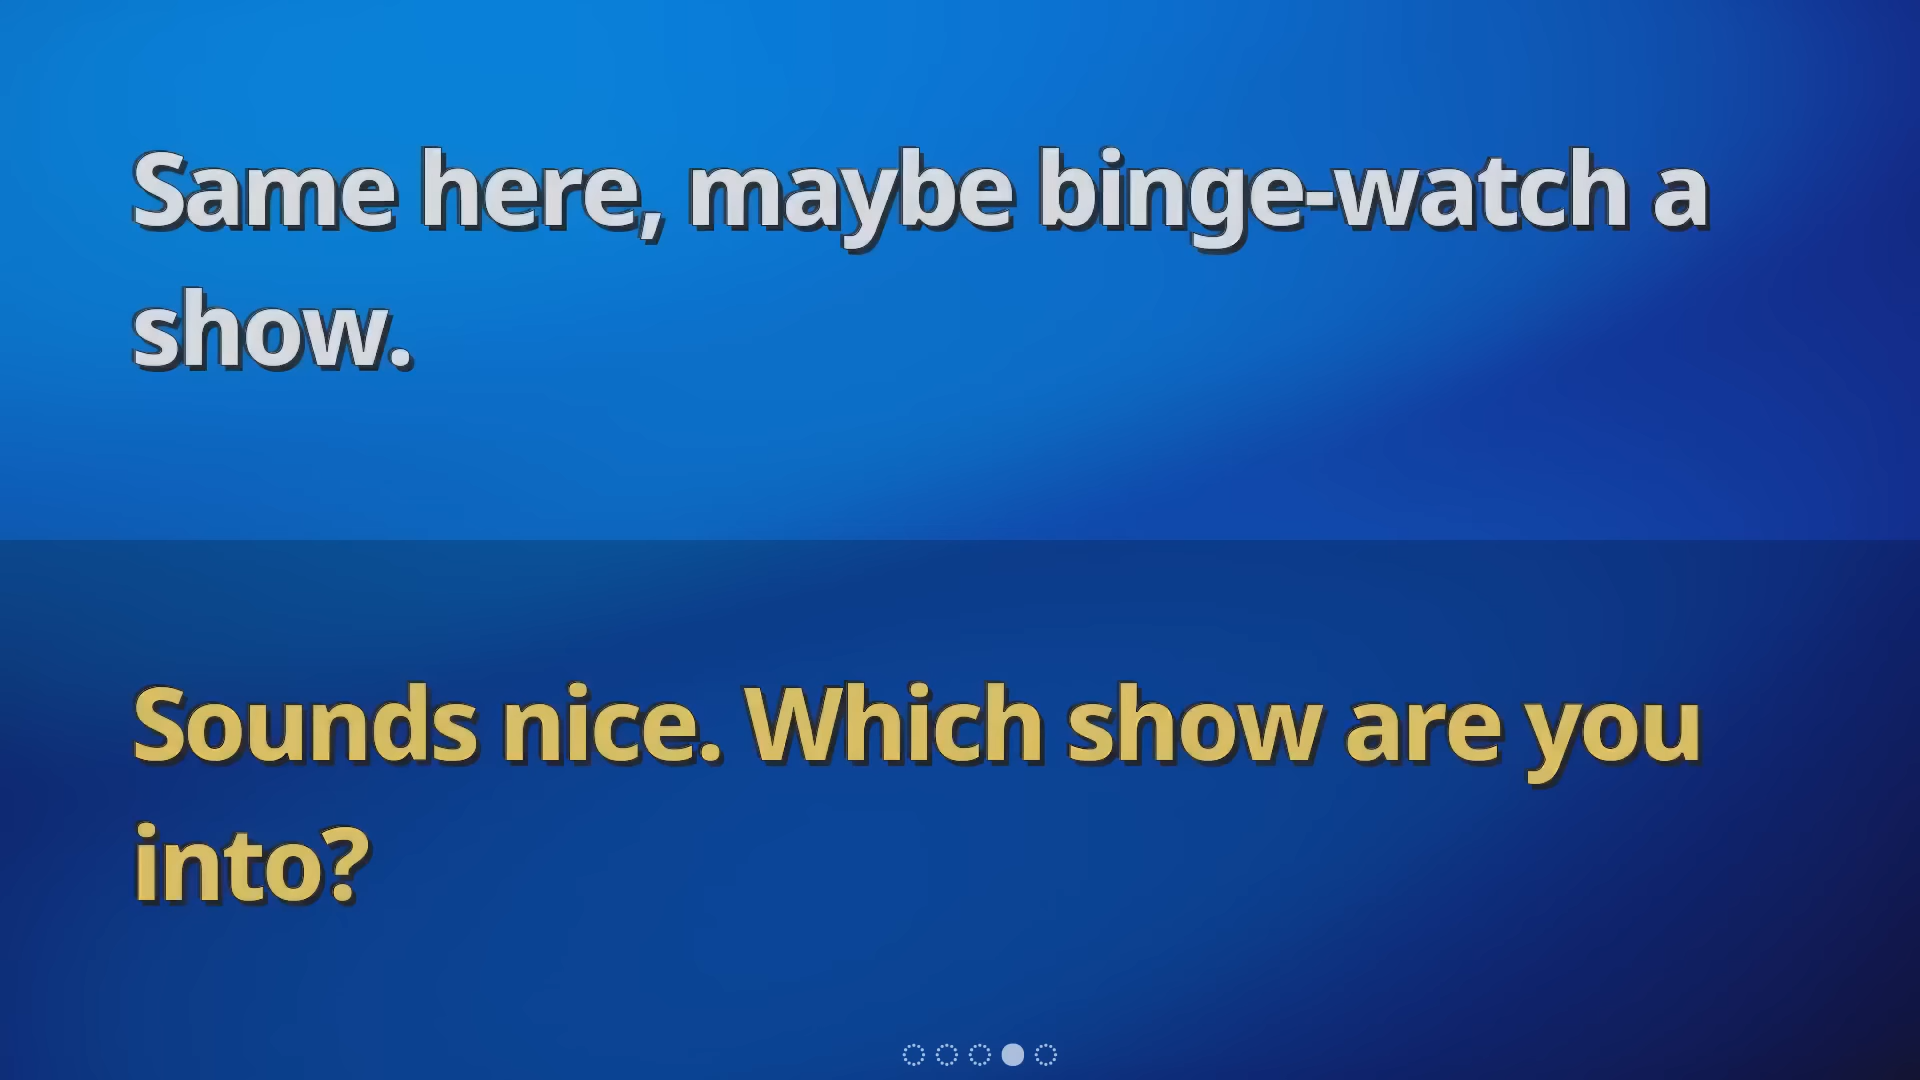 Same here, maybe binge-watch a
show.
Sounds nice. Which show are you
into?